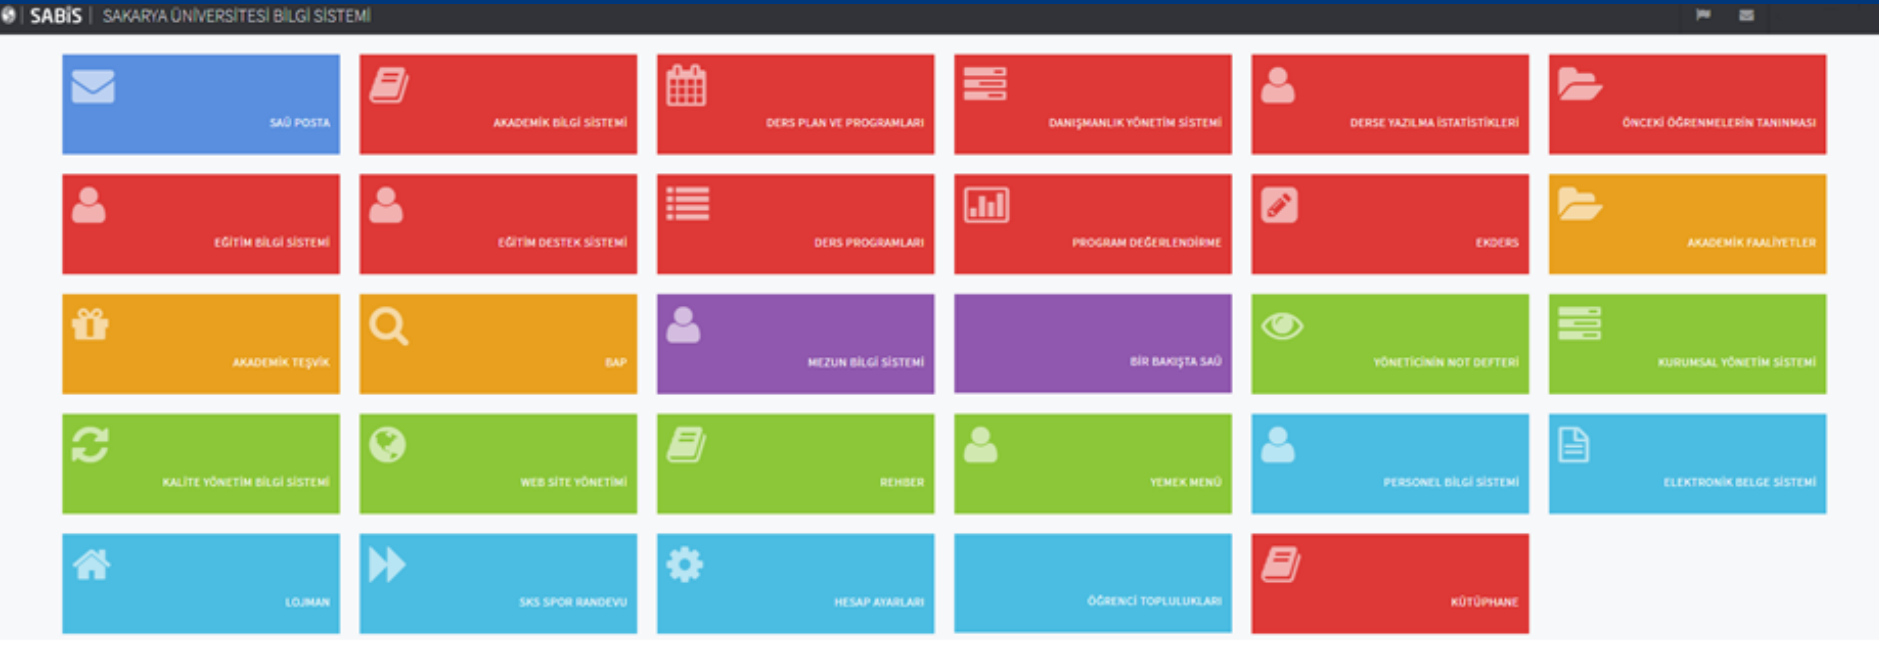 SABİS | SAKARYA ÜNİVERSİTESİ BİLGİ SİSTEMİ
SAÜ POSTA
AKADEMİK BİLGİ SİSTEMİ
DERS PLAN VE PROGRAMLARI
DANIŞMANLIK YÖNETİM SİSTEMİ
DERSE YAZILMA İSTATİSTİKLERİ
ÖNCEKİ ÖĞRENMELERİN TANINMASI
EĞİTİM BİLGİ SİSTEMİ
EĞİTİM DESTEK SİSTEMİ
DERS PROGRAMLARI
PROGRAM DEĞERLENDİRME
EKDERS
AKADEMİK FAALİYETLER
AKADEMİK TEŞVİK
BAP
MEZUN BİLGİ SİSTEMİ
BİR BAKIŞTA SAÜ
YÖNETİCİNİN NOT DEFTERİ
KURUMSAL YÖNETİM SİSTEMİ
KALİTE YÖNETİM BİLGİ SİSTEMİ
WEB SİTE YÖNETİMİ
REHBER
YEMEK MENÜ
PERSONEL BİLGİ SİSTEMİ
ELEKTRONİK BELGE SİSTEMİ
LOJMAN
SKS SPOR RANDEVU
HESAP AYARLARI
ÖĞRENCİ TOPLULUKLARI
KÜTÜPHANE